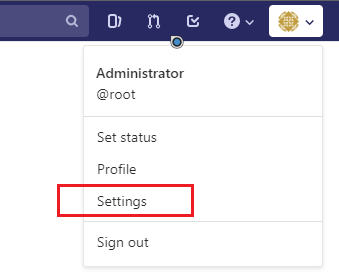 Administrator
@root
Set status
Profile
Settings
Sign out